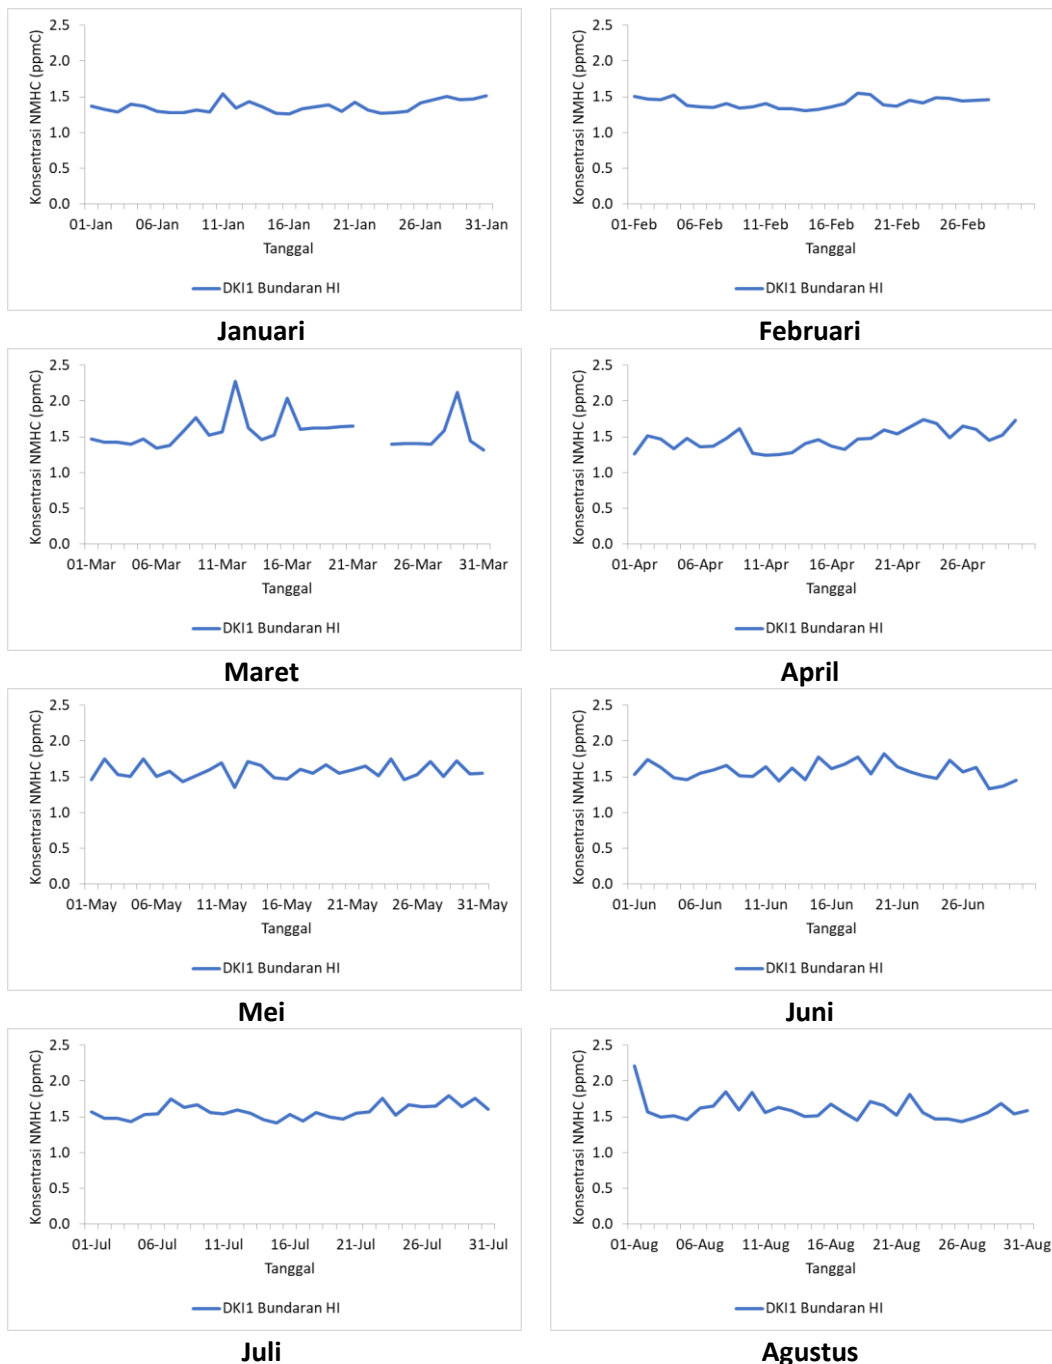 Konsentrasi NMHC (ppmC)
2.5
2.0
1.5
1.0
0.5
0.0
01-Jan 06-Jan 11-Jan 16-Jan 21-Jan 26-Jan 31-Jan
Tanggal
DKI1 Bundaran HI
Januari
Konsentrasi NMHC (ppmC)
2.5
2.0
1.5
1.0
0.5
0.0
01-Feb 06-Feb 11-Feb 16-Feb 21-Feb 26-Feb
Tanggal
DKI1 Bundaran HI
Februari
Konsentrasi NMHC (ppmC)
2.5
2.0
1.5
1.0
0.5
0.0
01-Mar 06-Mar 11-Mar 16-Mar 21-Mar 26-Mar 31-Mar
Tanggal
DKI1 Bundaran HI
Maret
Konsentrasi NMHC (ppmC)
2.5
2.0
1.5
1.0
0.5
0.0
01-Apr 06-Apr 11-Apr 16-Apr 21-Apr 26-Apr
Tanggal
DKI1 Bundaran HI
April
Konsentrasi NMHC (ppmC)
2.5
2.0
1.5
1.0
0.5
0.0
01-May 06-May 11-May 16-May 21-May 26-May 31-May
Tanggal
DKI1 Bundaran HI
Mei
Konsentrasi NMHC (ppmC)
2.5
2.0
1.5
1.0
0.5
0.0
01-Jun 06-Jun 11-Jun 16-Jun 21-Jun 26-Jun
Tanggal
DKI1 Bundaran HI
Juni
Konsentrasi NMHC (ppmC)
2.5
2.0
1.5
1.0
0.5
0.0
01-Jul 06-Jul 11-Jul 16-Jul 21-Jul 26-Jul 31-Jul
Tanggal
DKI1 Bundaran HI
Juli
Konsentrasi NMHC (ppmC)
2.5
2.0
1.5
1.0
0.5
0.0
01-Aug 06-Aug 11-Aug 16-Aug 21-Aug 26-Aug 31-Aug
Tanggal
DKI1 Bundaran HI
Agustus